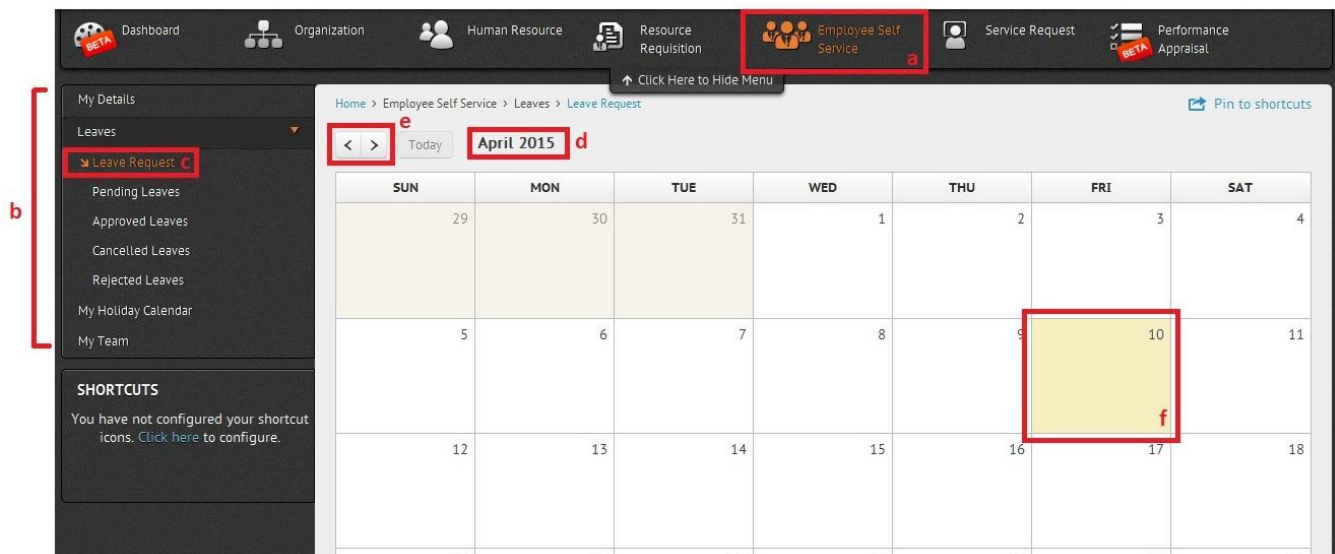 Dashboard
BETA
Organization
Human Resource
Resource
Requisition
Employee Self
Service
a
Service Request
BETA
Performance
Appraisal
↑ Click Here to Hide Menu
b
My Details
Leaves
Leave Request c
Pending Leaves
Approved Leaves
Cancelled Leaves
Rejected Leaves
My Holiday Calendar
My Team
SHORTCUTS
You have not configured your shortcut
icons. Click here to configure.
Home > Employee Self Service > Leaves > Leave Request
Pin to shortcuts
e
< > Today April 2015 d
SUN MON TUE WED THU FRI SAT
29 30 31 1 2 3 4
5 6 7 8 9 10 11
f
12 13 14 15 16 17 18